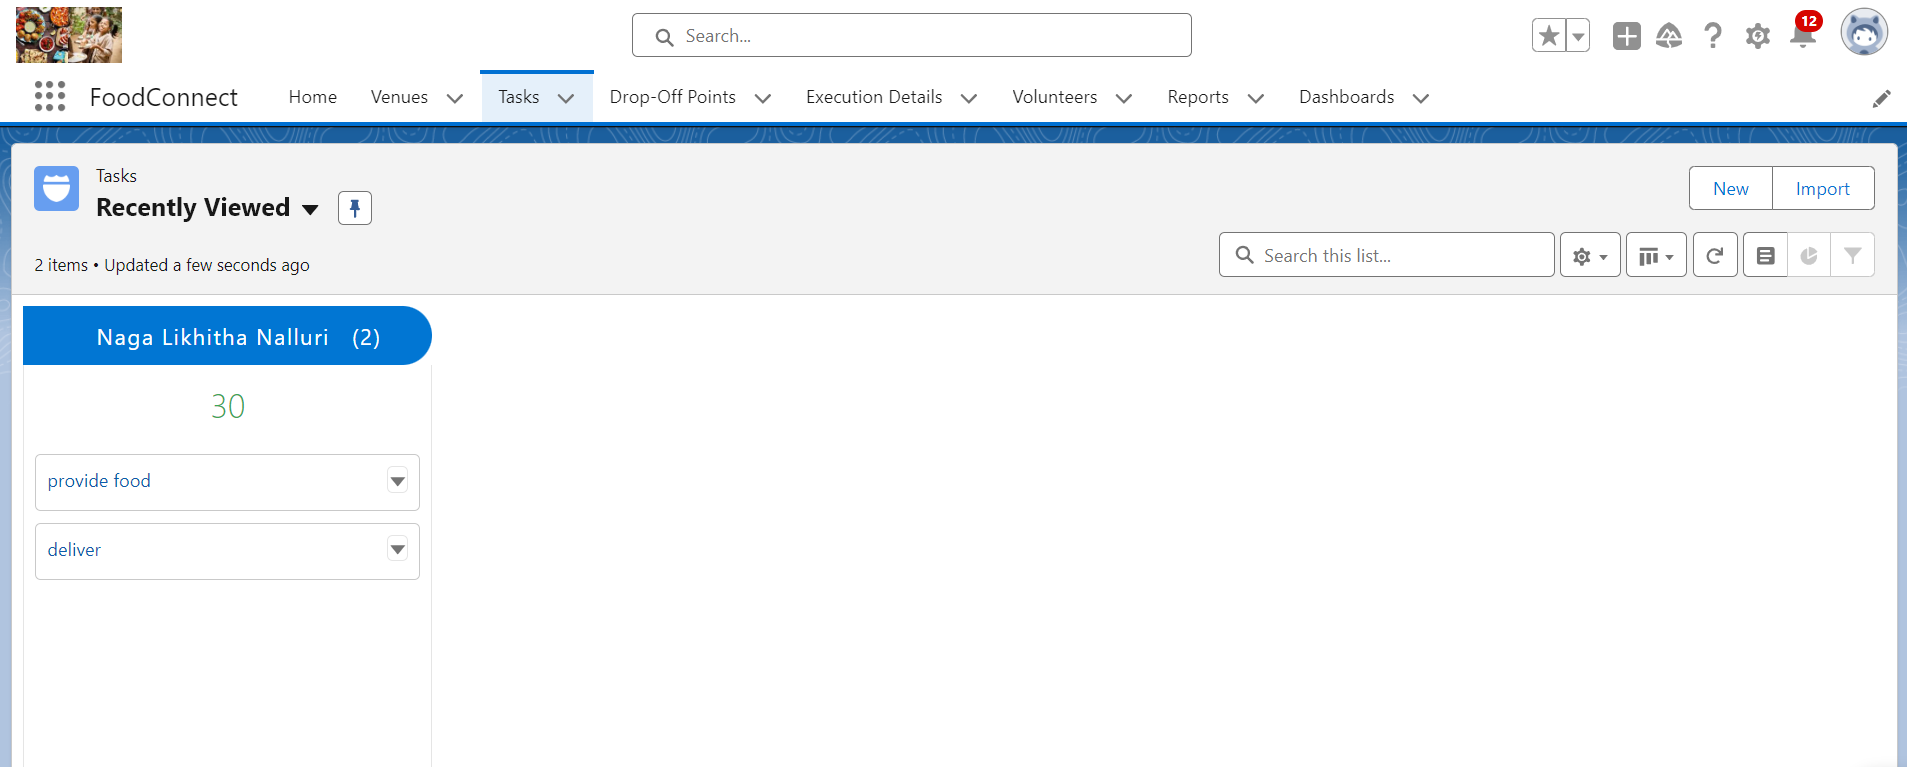 Search...
12
FoodConnect
Home
Venues
Tasks
Drop-Off Points
Execution Details
Volunteers
Reports
Dashboards
Tasks
Recently Viewed
New
Import
2 items • Updated a few seconds ago
Search this list...
Naga Likhitha Nalluri (2)
30
provide food
deliver